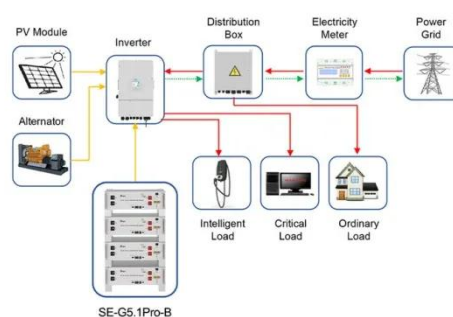 PV Module
Inverter
Distribution
Box
Electricity
Meter
Power
Grid
Alternator
Intelligent
Load
Critical
Load
Ordinary
Load
SE-G5.1Pro-B